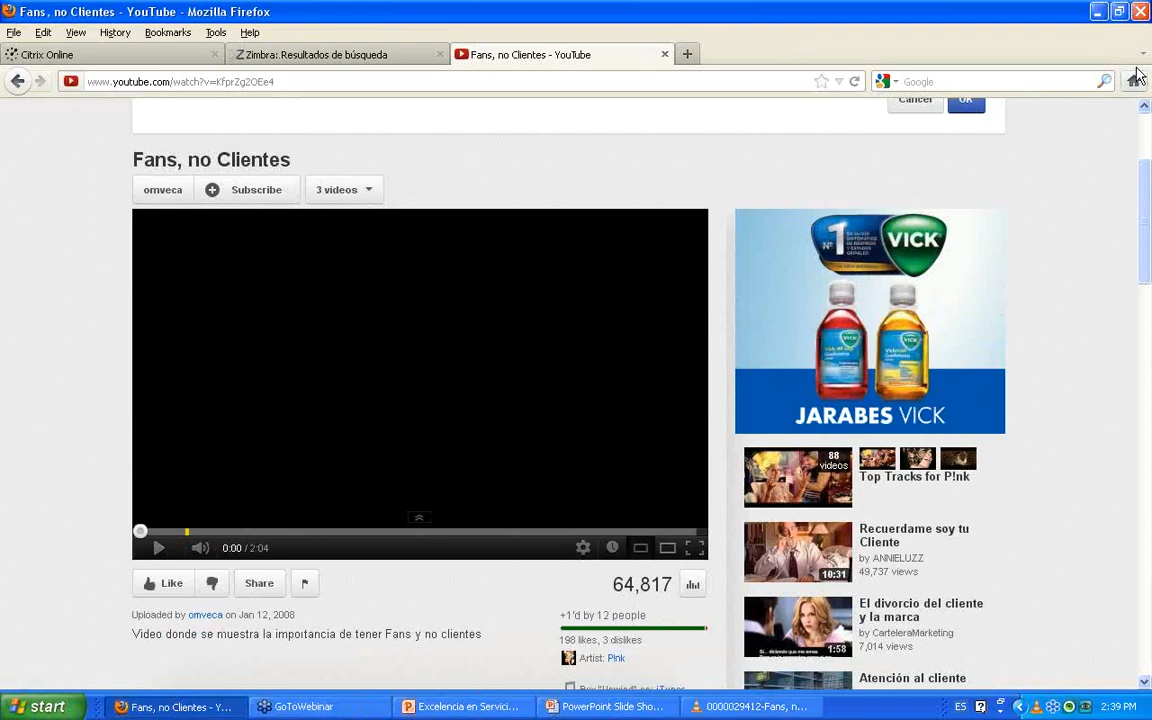 Fans, no Clientes - YouTube - Mozilla Firefox
File Edit View History Bookmarks Tools Help
Citrix Online
Zimbra: Resultados de búsqueda
Fans, no Clientes - YouTube
www.youtube.com/watch?v=KfprZg2OEe4
Google
Cancel OK
Fans, no Clientes
omveca Subscribe 3 videos
Nº1
VICK
JARABES VICK
88 videos
Top Tracks for P!nk
Recuerdame soy tu Cliente
by ANNIELUZZ
49,737 views
10:31
El divorcio del cliente y la marca
by CarteleraMarketing
7,014 views
1:58
Atención al cliente
0:00 / 2:04
Like Share 64,817
Uploaded by omveca on Jan 12, 2008
Video donde se muestra la importancia de tener Fans y no clientes
+1'd by 12 people
198 likes, 3 dislikes
Artist: P!nk
Buy "Unwind" on iTunes
start
Fans, no Clientes - Y...
GoToWebinar
Excelencia en Servici...
PowerPoint Slide Sho...
0000029412-Fans, n...
ES
2:39 PM